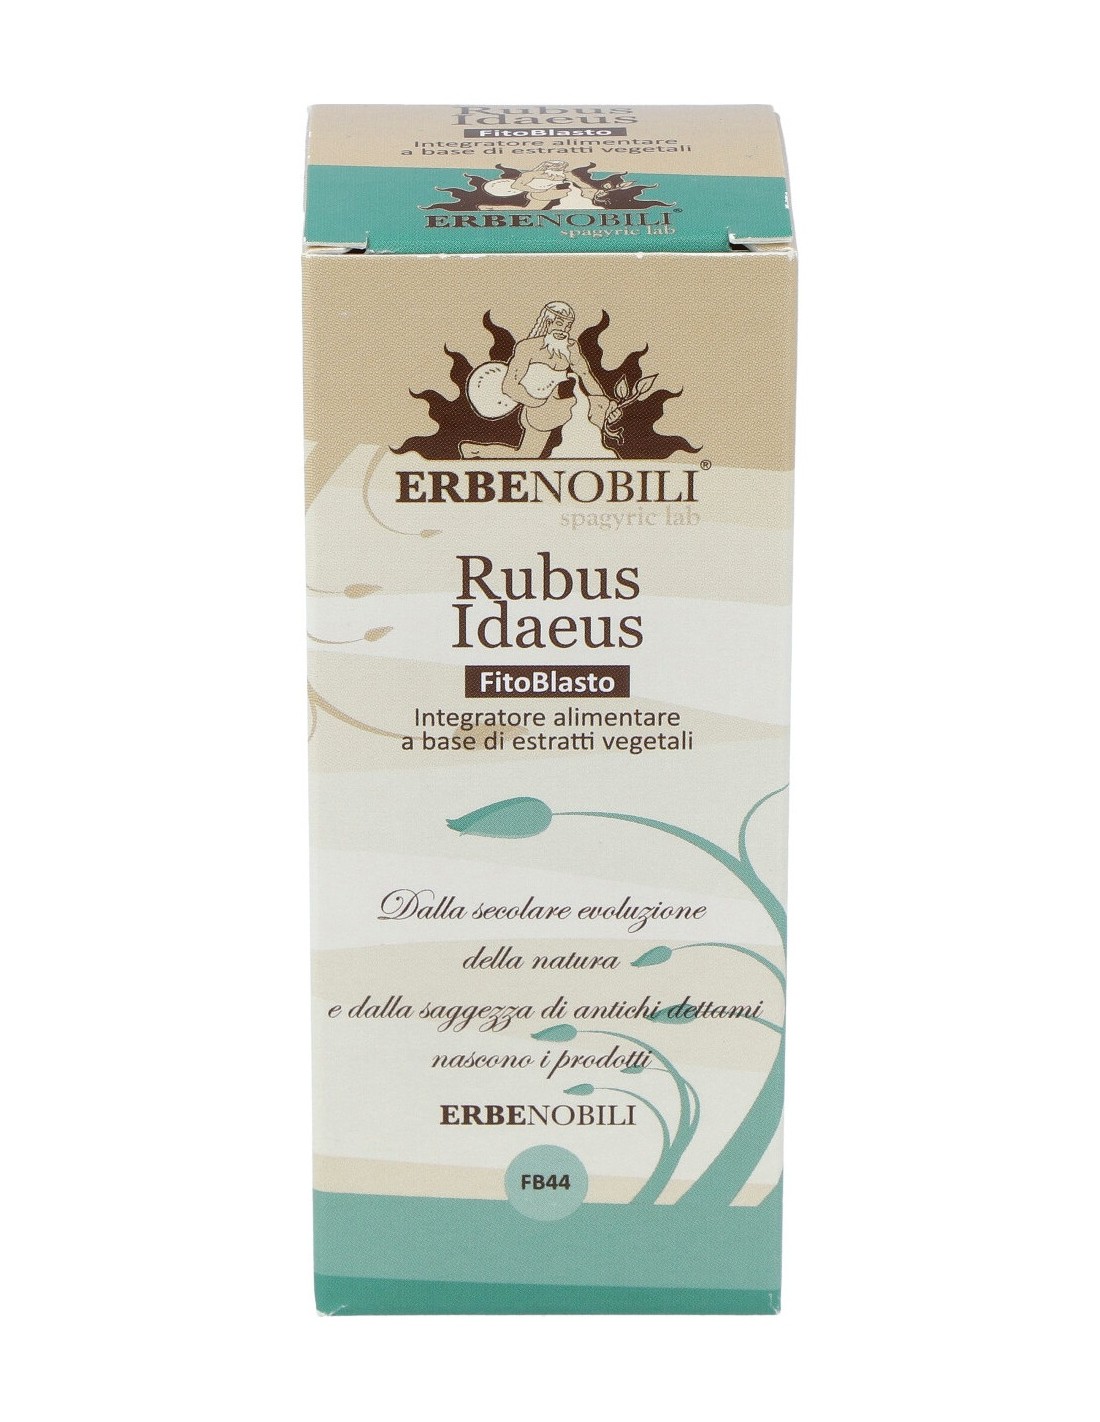 Rubus
Idaeus
FitoBlasto
Integratore alimentare
a base di estratti vegetali
ERBENOBILI®
spagyric lab
ERBENOBILI®
spagyric lab
Rubus
Idaeus
FitoBlasto
Integratore alimentare
a base di estratti vegetali
Dalla secolare evoluzione
della natura
e dalla saggezza di antichi dettami
nascono i prodotti
ERBENOBILI
FB44